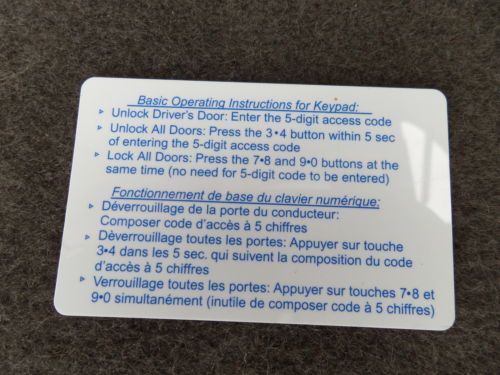 Basic Operating Instructions for Keypad:
▹ Unlock Driver's Door: Enter the 5-digit access code
▹ Unlock All Doors: Press the 3•4 button within 5 sec
of entering the 5-digit access code
▹ Lock All Doors: Press the 7•8 and 9•0 buttons at the
same time (no need for 5-digit code to be entered)
Fonctionnement de base du clavier numérique:
▹ Déverrouillage de la porte du conducteur:
Composer code d'accès à 5 chiffres
▹ Dèverrouillage toutes les portes: Appuyer sur touche
3•4 dans les 5 sec. qui suivent la composition du code
d'accès à 5 chiffres
▹ Verrouillage toutes les portes: Appuyer sur touches 7•8 et
9•0 simultanément (inutile de composer code à 5 chiffres)